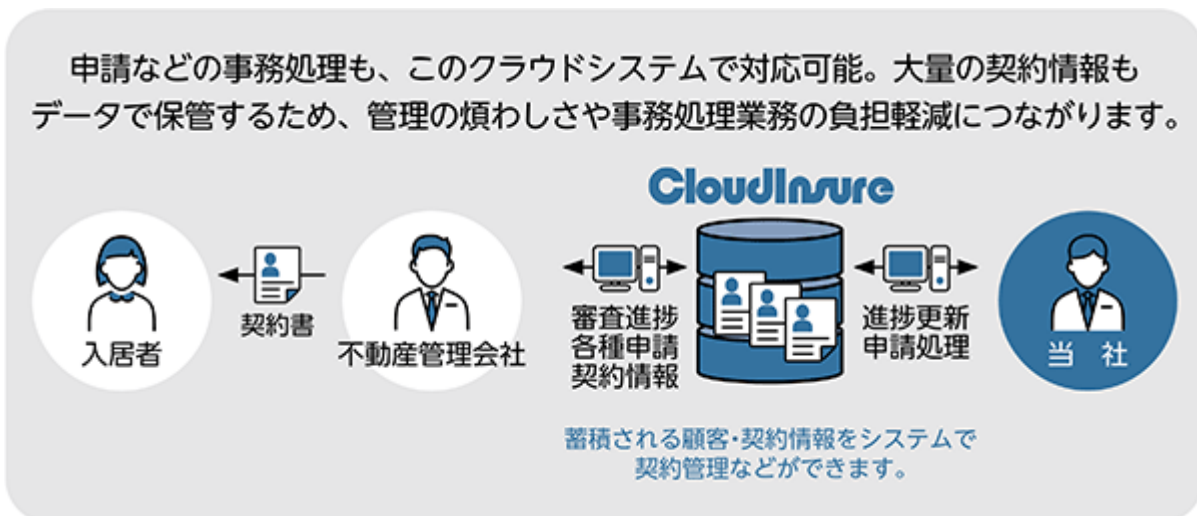 申請などの事務処理も、このクラウドシステムで対応可能。大量の契約情報も
データで保管するため、管理の煩わしさや事務処理業務の負担軽減につながります。
CloudInsure
入居者
契約書
不動産管理会社
審査進捗
各種申請
契約情報
進捗更新
申請処理
当 社
蓄積される顧客・契約情報をシステムで
契約管理などができます。